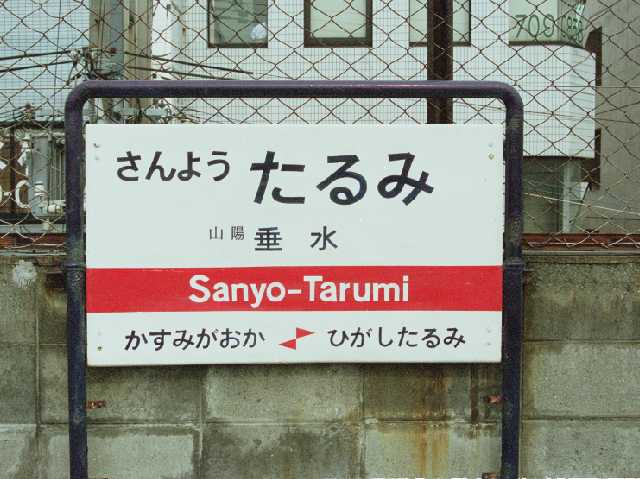 さんよう たるみ
山陽 垂水
Sanyo-Tarumi
かすみがおか ひがしたるみ